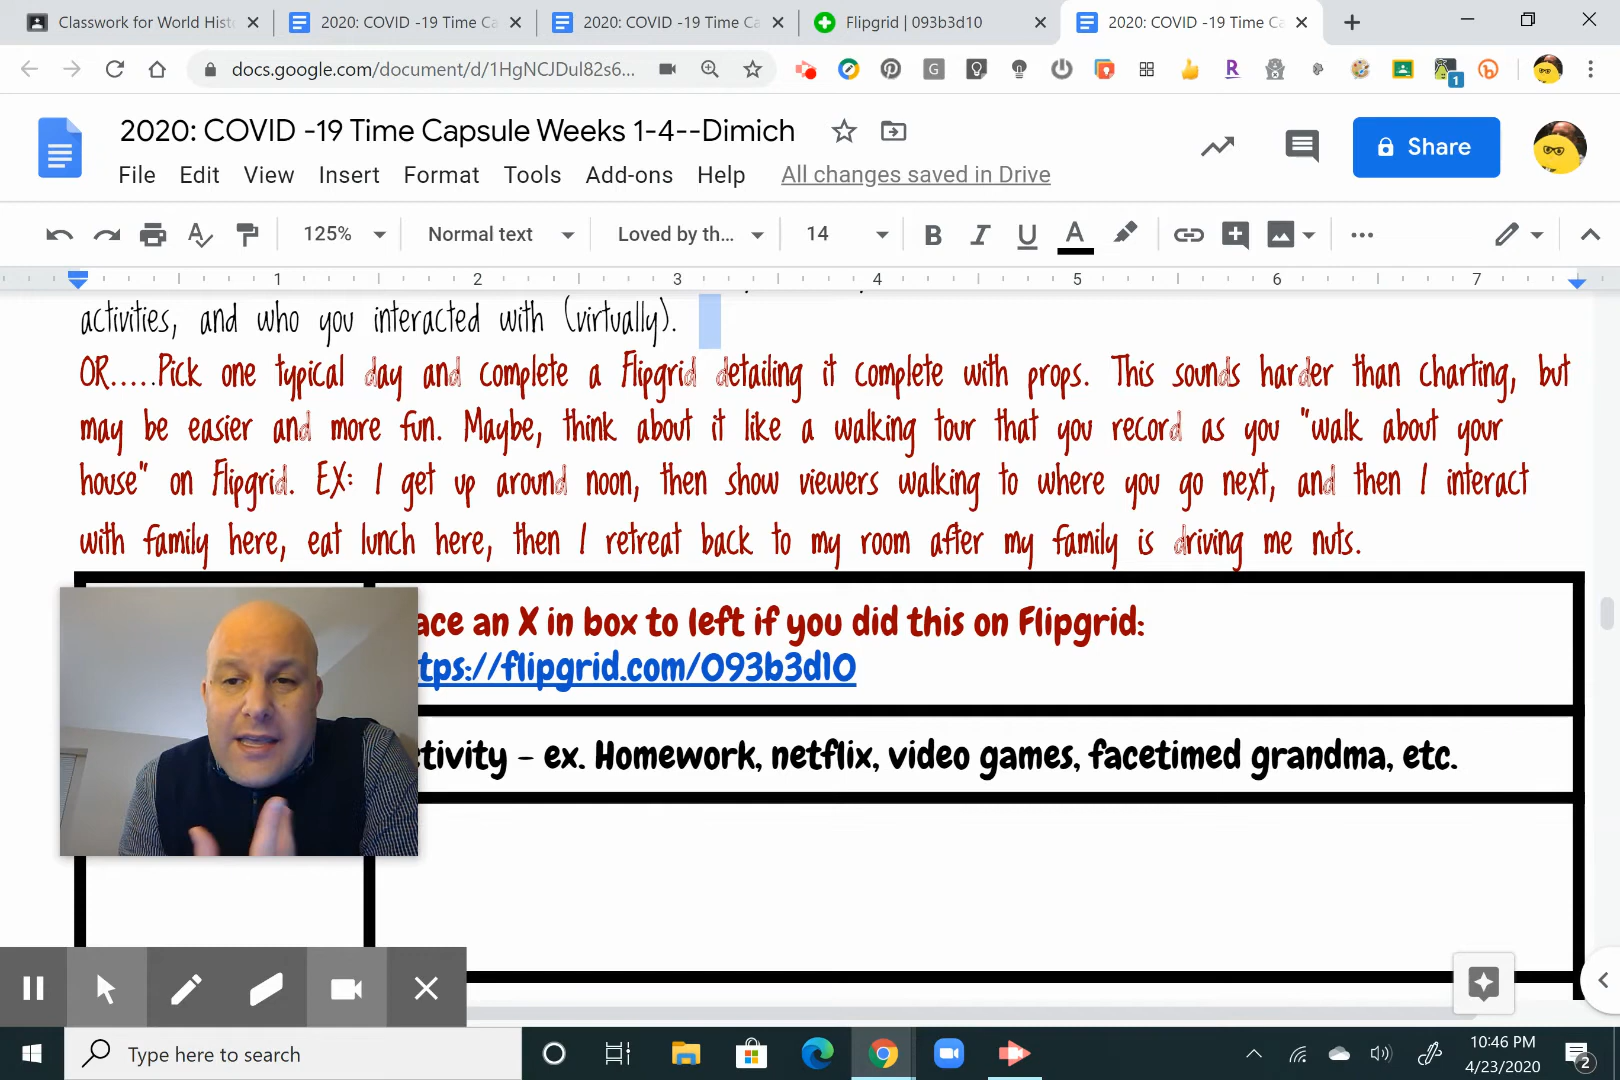 Classwork for World Hist
2020: COVID -19 Time Ca
2020: COVID -19 Time Ca
Flipgrid | 093b3d10
2020: COVID -19 Time Ca
docs.google.com/document/d/1HgNCJDul82s6...
2020: COVID -19 Time Capsule Weeks 1-4--Dimich
Share
File Edit View Insert Format Tools Add-ons Help All changes saved in Drive
125% Normal text Loved by th... 14 B I U A
1 2 3 4 5 6 7
activities, and who you interacted with (virtually).
OR.....Pick one typical day and complete a Flipgrid detailing it complete with props. This sounds harder than charting, but
may be easier and more fun. Maybe, think about it like a walking tour that you record as you "walk about your
house" on Flipgrid. EX: I get up around noon, then show viewers walking to where you go next, and then I interact
with family here, eat lunch here, then I retreat back to my room after my family is driving me nuts.
ace an X in box to left if you did this on Flipgrid:
tps://flipgrid.com/093b3d10
tivity - ex. Homework, netflix, video games, facetimed grandma, etc.
Type here to search
10:46 PM
4/23/2020
2